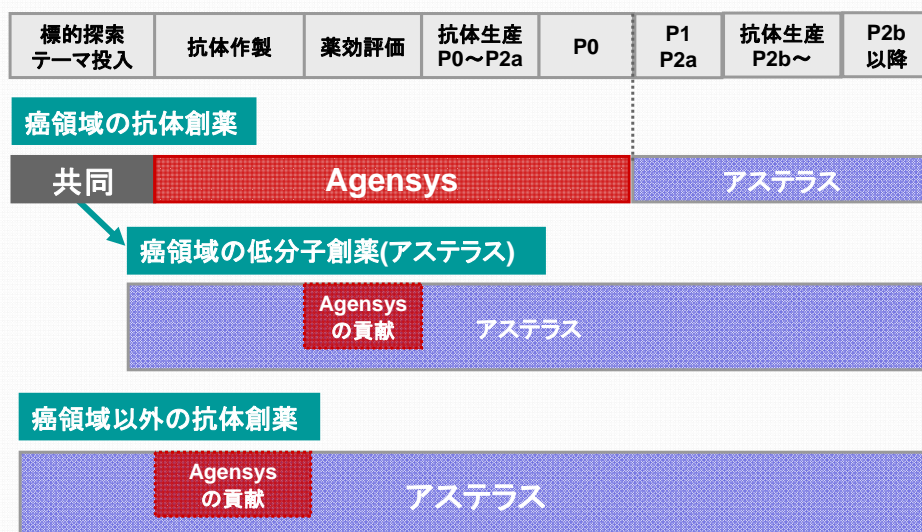 標的探索
テーマ投入
抗体作製
薬効評価
抗体生産
P0～P2a
P0
P1
P2a
抗体生産
P2b～
P2b
以降
癌領域の抗体創薬
共同
Agensys
アステラス
癌領域の低分子創薬(アステラス)
Agensys
の貢献
アステラス
癌領域以外の抗体創薬
Agensys
の貢献
アステラス